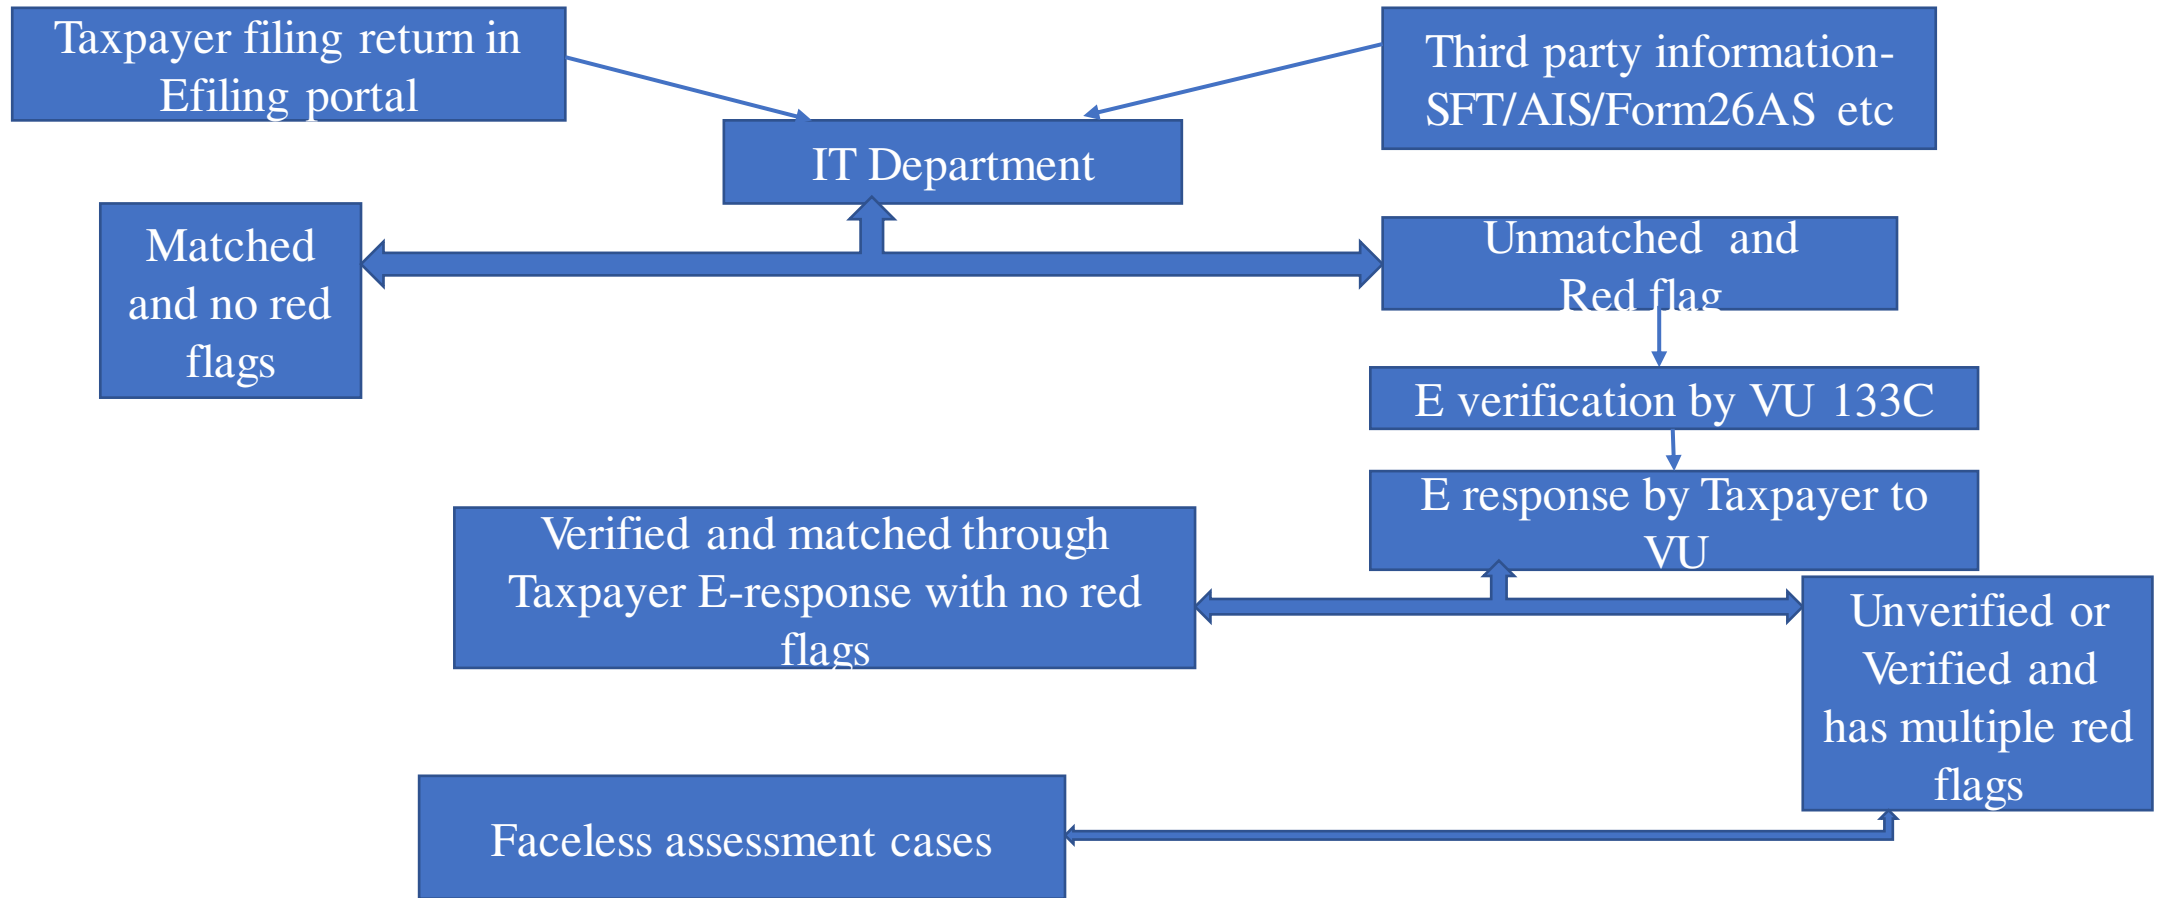 Taxpayer filing return in
Efiling portal
Third party information-
SFT/AIS/Form26AS etc
IT Department
Matched
and no red
flags
Unmatched and
Red flag
E verification by VU 133C
E response by Taxpayer to
VU
Verified and matched through
Taxpayer E-response with no red
flags
Unverified or
Verified and
has multiple red
flags
Faceless assessment cases